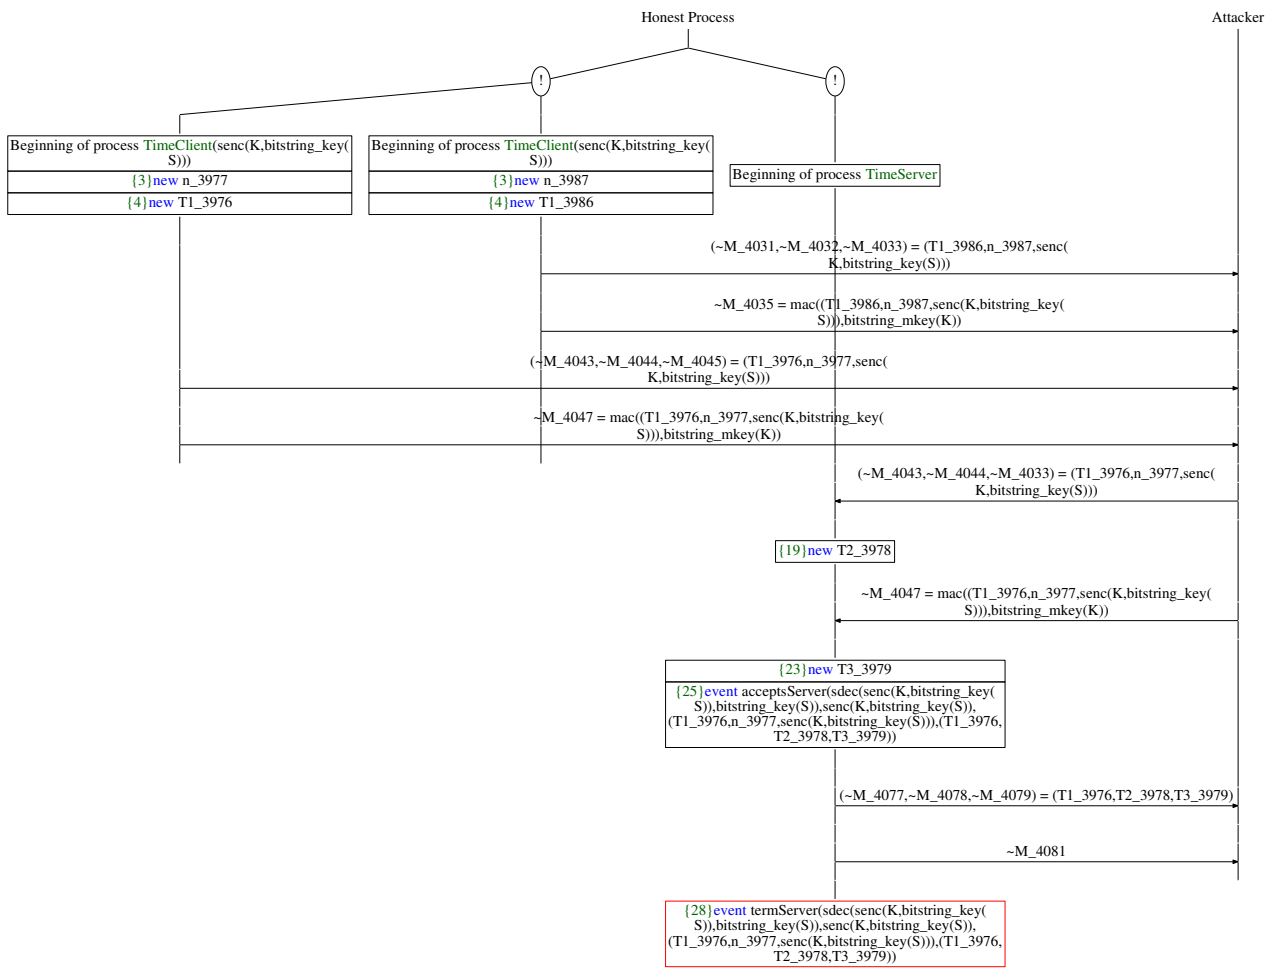 Honest Process
Attacker
!
!
Beginning of process TimeClient(senc(K,bitstring_key(
S)))
{3}new n_3977
{4}new T1_3976
Beginning of process TimeClient(senc(K,bitstring_key(
S)))
{3}new n_3987
{4}new T1_3986
Beginning of process TimeServer
(~M_4031,~M_4032,~M_4033) = (T1_3986,n_3987,senc(
K,bitstring_key(S)))
~M_4035 = mac((T1_3986,n_3987,senc(K,bitstring_key(
S))),bitstring_mkey(K))
(~M_4043,~M_4044,~M_4045) = (T1_3976,n_3977,senc(
K,bitstring_key(S)))
~M_4047 = mac((T1_3976,n_3977,senc(K,bitstring_key(
S))),bitstring_mkey(K))
(~M_4043,~M_4044,~M_4033) = (T1_3976,n_3977,senc(
K,bitstring_key(S)))
{19}new T2_3978
~M_4047 = mac((T1_3976,n_3977,senc(K,bitstring_key(
S))),bitstring_mkey(K))
{23}new T3_3979
{25}event acceptsServer(sdec(senc(K,bitstring_key(
S)),bitstring_key(S)),senc(K,bitstring_key(S)),
(T1_3976,n_3977,senc(K,bitstring_key(S))),(T1_3976,
T2_3978,T3_3979))
(~M_4077,~M_4078,~M_4079) = (T1_3976,T2_3978,T3_3979)
~M_4081
{28}event termServer(sdec(senc(K,bitstring_key(
S)),bitstring_key(S)),senc(K,bitstring_key(S)),
(T1_3976,n_3977,senc(K,bitstring_key(S))),(T1_3976,
T2_3978,T3_3979))